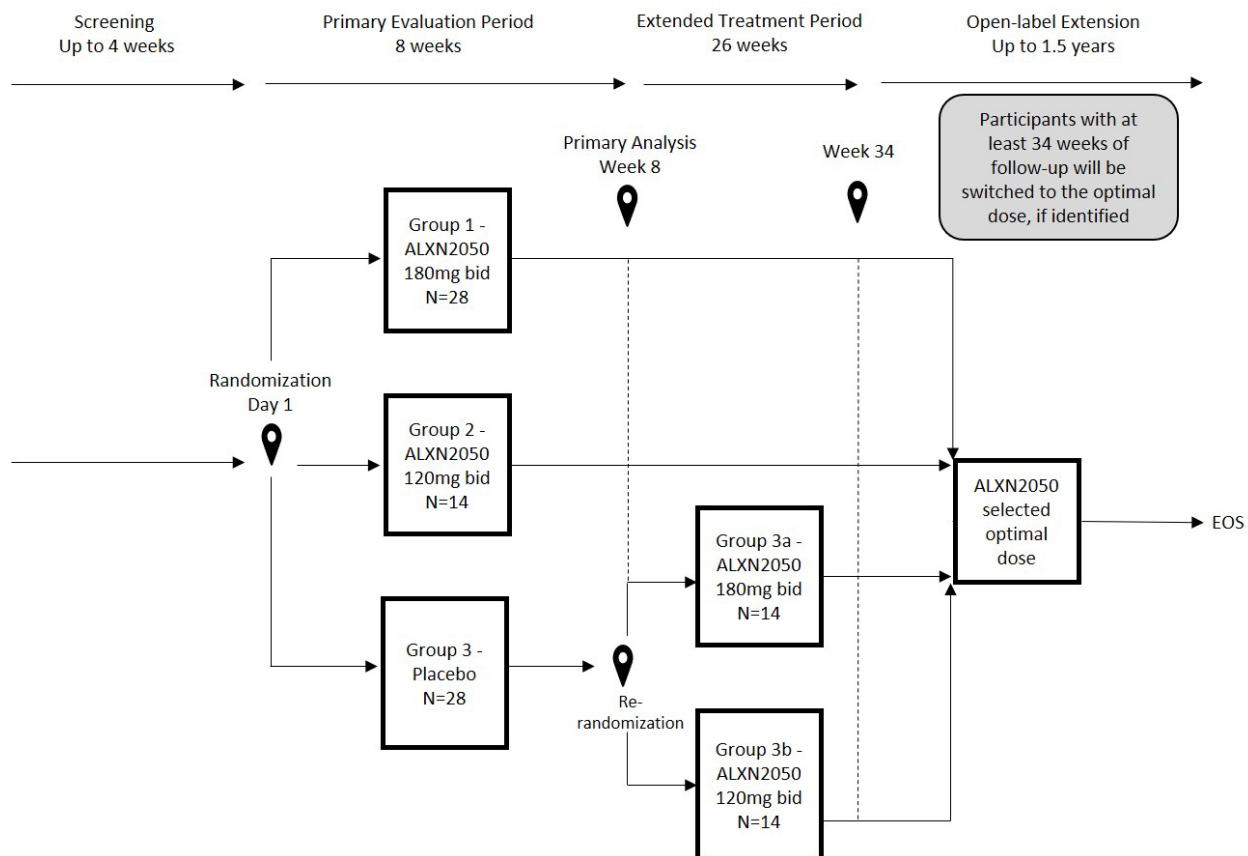 Screening
Up to 4 weeks
Primary Evaluation Period
8 weeks
Extended Treatment Period
26 weeks
Open-label Extension
Up to 1.5 years
Participants with at
least 34 weeks of
follow-up will be
switched to the optimal
dose, if identified
Primary Analysis
Week 8
Week 34
Group 1 -
ALXN2050
180mg bid
N=28
Randomization
Day 1
Group 2 -
ALXN2050
120mg bid
N=14
ALXN2050
selected
optimal
dose
EOS
Group 3a -
ALXN2050
180mg bid
N=14
Group 3 -
Placebo
N=28
Re-
randomization
Group 3b -
ALXN2050
120mg bid
N=14